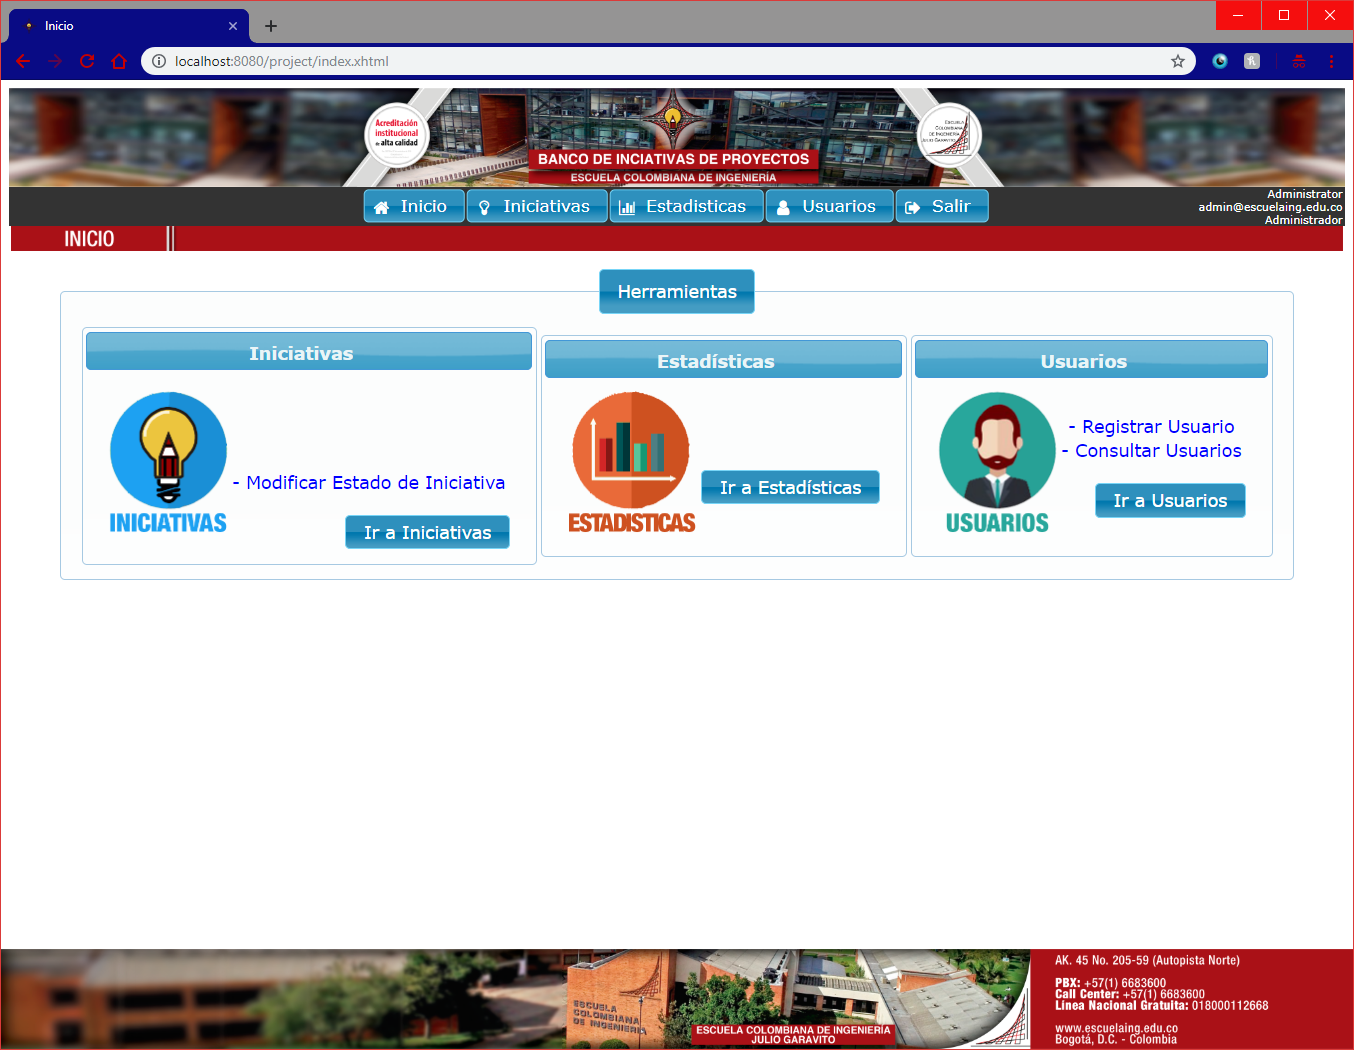 Inicio
localhost:8080/project/index.xhtml
Acreditación
institucional
de alta calidad
ESCUELA
COLOMBIANA
DE INGENIERÍA
JULIO GARAVITO
BANCO DE INCIATIVAS DE PROYECTOS
ESCUELA COLOMBIANA DE INGENIERÍA
Inicio
Iniciativas
Estadisticas
Usuarios
Salir
Administrator
admin@escuelaing.edu.co
Administrador
INICIO
Herramientas
Iniciativas
INICIATIVAS
- Modificar Estado de Iniciativa
Ir a Iniciativas
Estadísticas
ESTADISTICAS
Ir a Estadísticas
Usuarios
USUARIOS
- Registrar Usuario
- Consultar Usuarios
Ir a Usuarios
ESCUELA
COLOMBIANA
DE INGENIERÍA
ESCUELA COLOMBIANA DE INGENIERÍA
JULIO GARAVITO
AK. 45 No. 205-59 (Autopista Norte)
PBX: +57(1) 6683600
Call Center: +57(1) 6683600
Línea Nacional Gratuita: 018000112668
www.escuelaing.edu.co
Bogotá, D.C. - Colombia